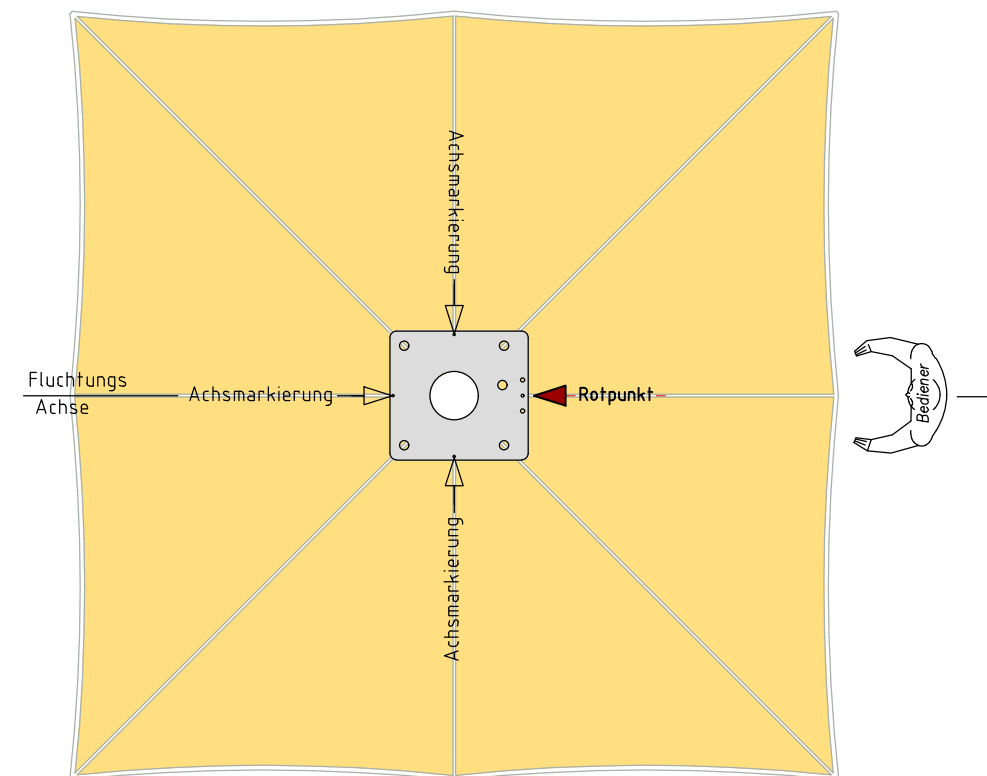 Achsmarkierung
Fluchtungs
Achse
Achsmarkierung
Rotpunkt
Bediener
Achsmarkierung